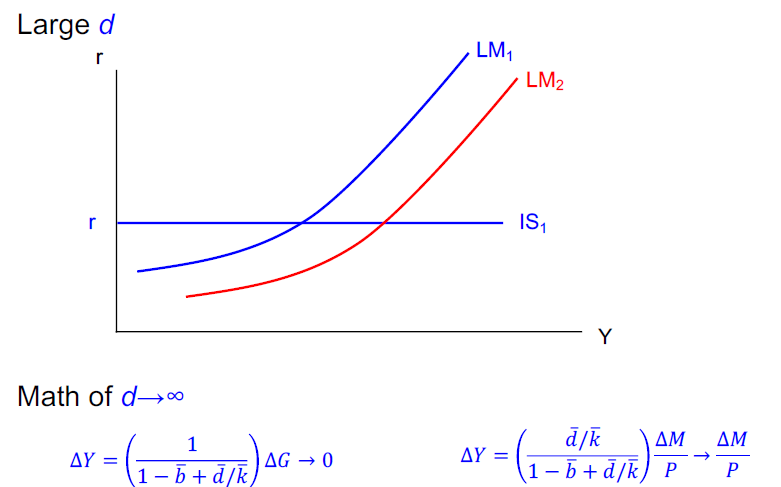 Large d
r
LM₁
LM₂
r
IS₁
Y
Math of d→∞
ΔY = (1 / (1 − b̄ + d̄/k̄)) ΔG → 0
ΔY = ((d̄/k̄) / (1 − b̄ + d̄/k̄)) ΔM/P → ΔM/P